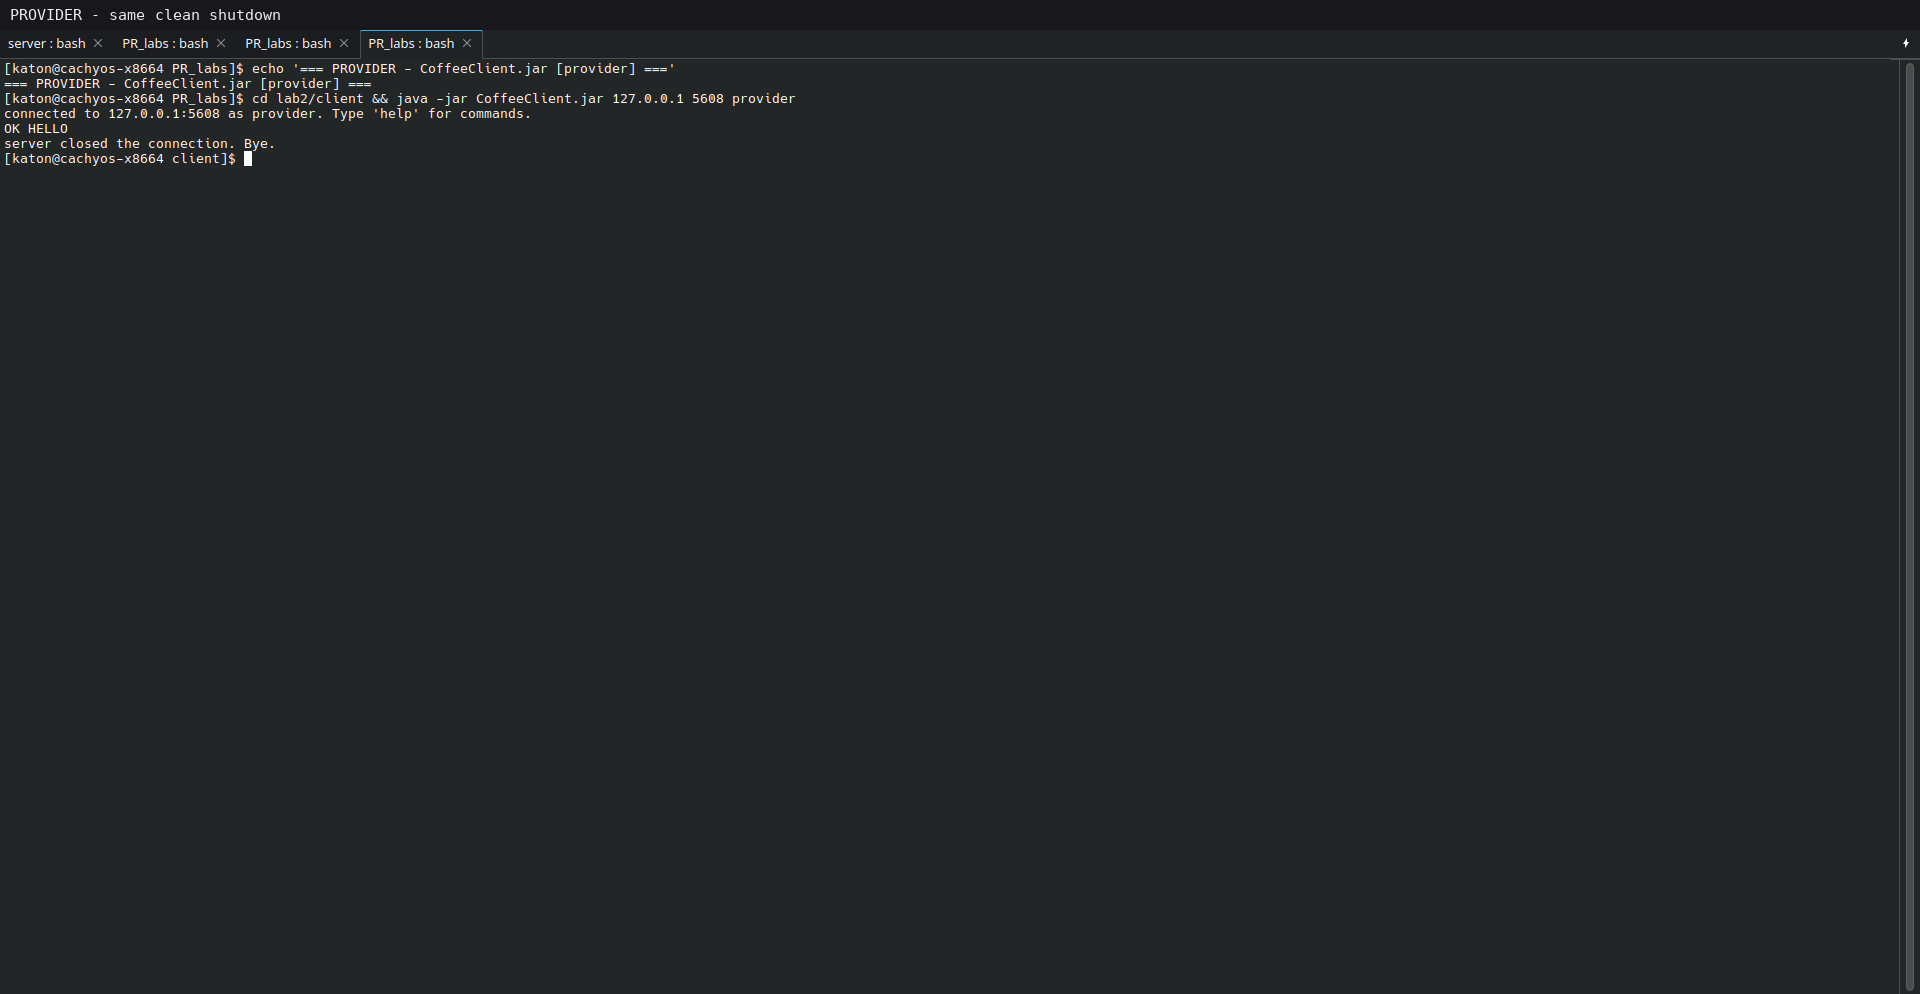 PROVIDER - same clean shutdown
server : bash PR_labs : bash PR_labs : bash PR_labs : bash
[katon@cachyos-x8664 PR_labs]$ echo '=== PROVIDER - CoffeeClient.jar [provider] ==='
=== PROVIDER - CoffeeClient.jar [provider] ===
[katon@cachyos-x8664 PR_labs]$ cd lab2/client && java -jar CoffeeClient.jar 127.0.0.1 5608 provider
connected to 127.0.0.1:5608 as provider. Type 'help' for commands.
OK HELLO
server closed the connection. Bye.
[katon@cachyos-x8664 client]$